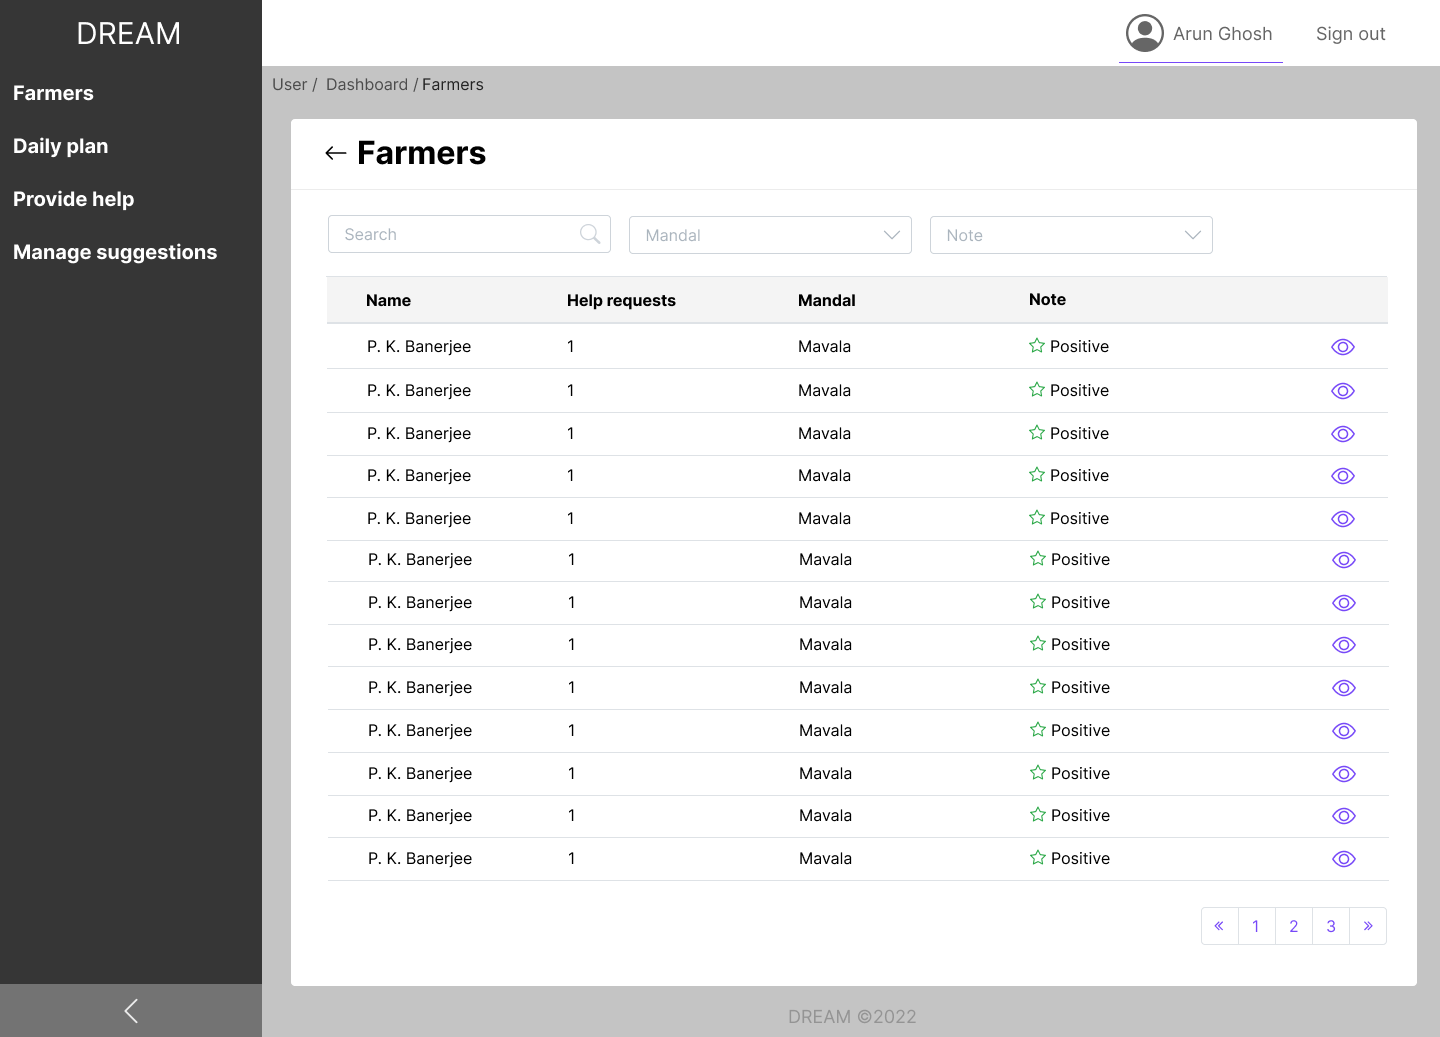 DREAM
Arun Ghosh Sign out
Farmers
Daily plan
Provide help
Manage suggestions
User / Dashboard / Farmers
Farmers
Search Mandal Note
Name Help requests Mandal Note
P. K. Banerjee 1 Mavala Positive
P. K. Banerjee 1 Mavala Positive
P. K. Banerjee 1 Mavala Positive
P. K. Banerjee 1 Mavala Positive
P. K. Banerjee 1 Mavala Positive
P. K. Banerjee 1 Mavala Positive
P. K. Banerjee 1 Mavala Positive
P. K. Banerjee 1 Mavala Positive
P. K. Banerjee 1 Mavala Positive
P. K. Banerjee 1 Mavala Positive
P. K. Banerjee 1 Mavala Positive
P. K. Banerjee 1 Mavala Positive
P. K. Banerjee 1 Mavala Positive
« 1 2 3 »
DREAM ©2022